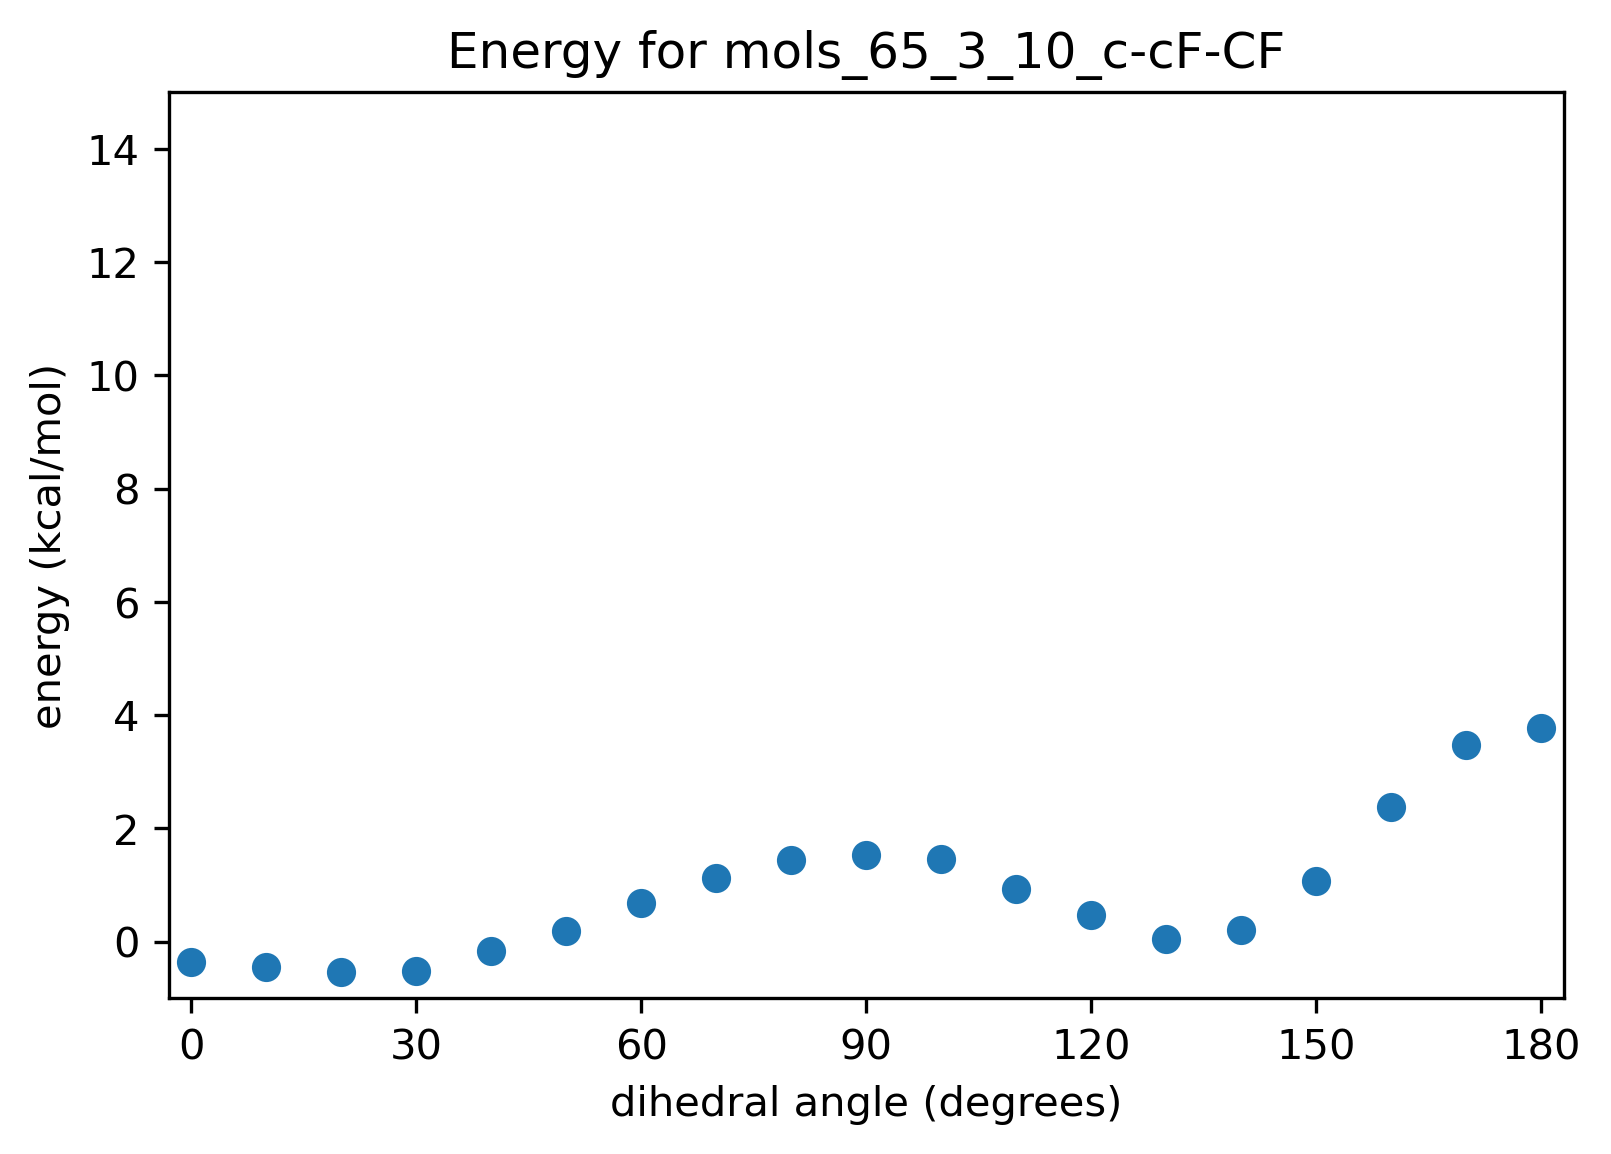 Energy for mols_65_3_10_c-cF-CF
14
12
10
8
6
4
2
0
energy (kcal/mol)
0 30 60 90 120 150 180
dihedral angle (degrees)